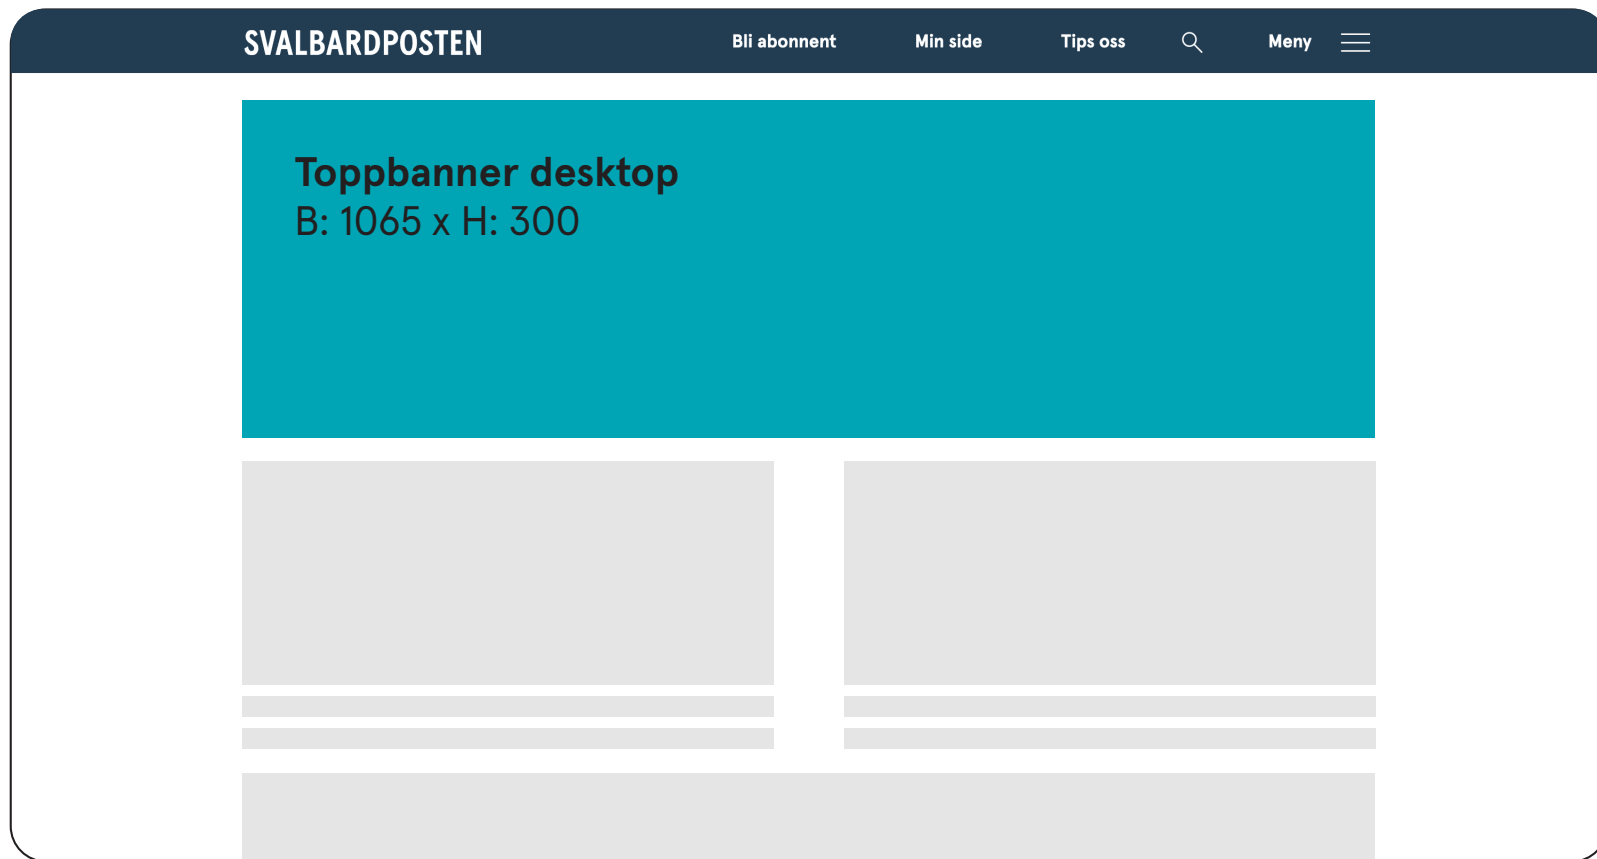 SVALBARDPOSTEN
Bli abonnent
Min side
Tips oss
Meny
Toppbanner desktop
B: 1065 x H: 300